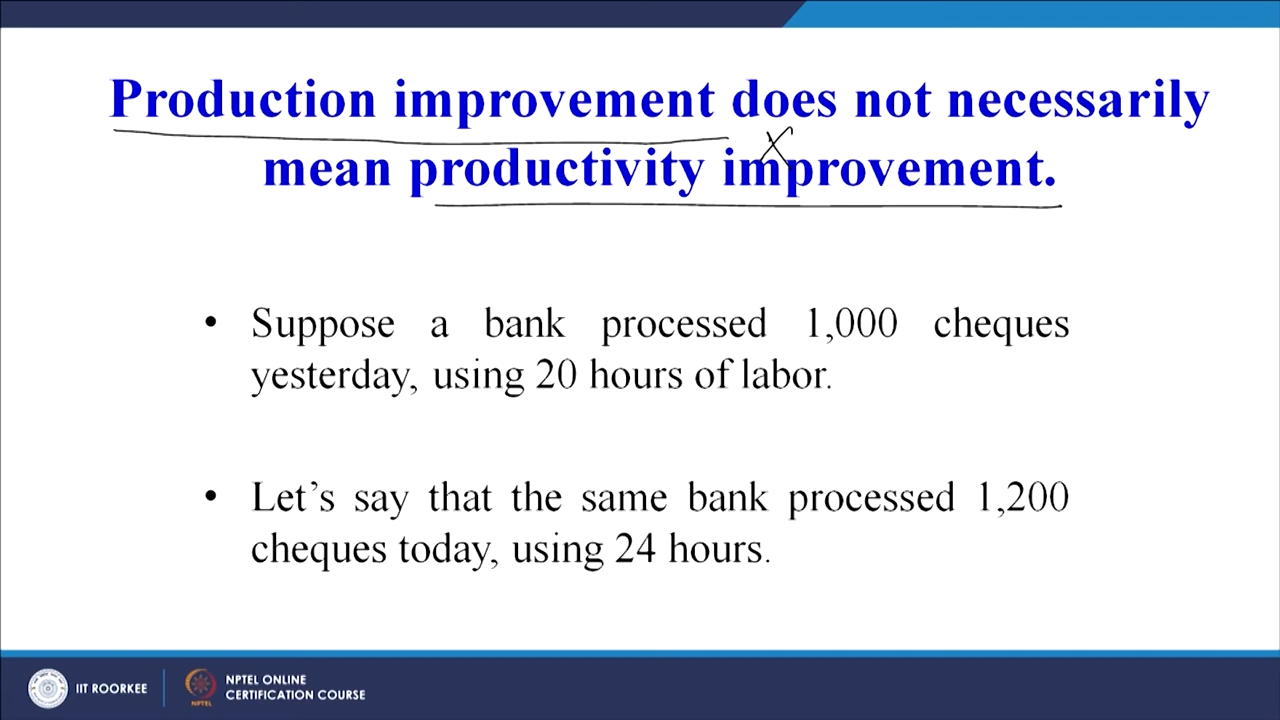 Production improvement does not necessarily
mean productivity improvement.
• Suppose a bank processed 1,000 cheques
yesterday, using 20 hours of labor.
• Let’s say that the same bank processed 1,200
cheques today, using 24 hours.
IIT ROORKEE
NPTEL
NPTEL ONLINE
CERTIFICATION COURSE